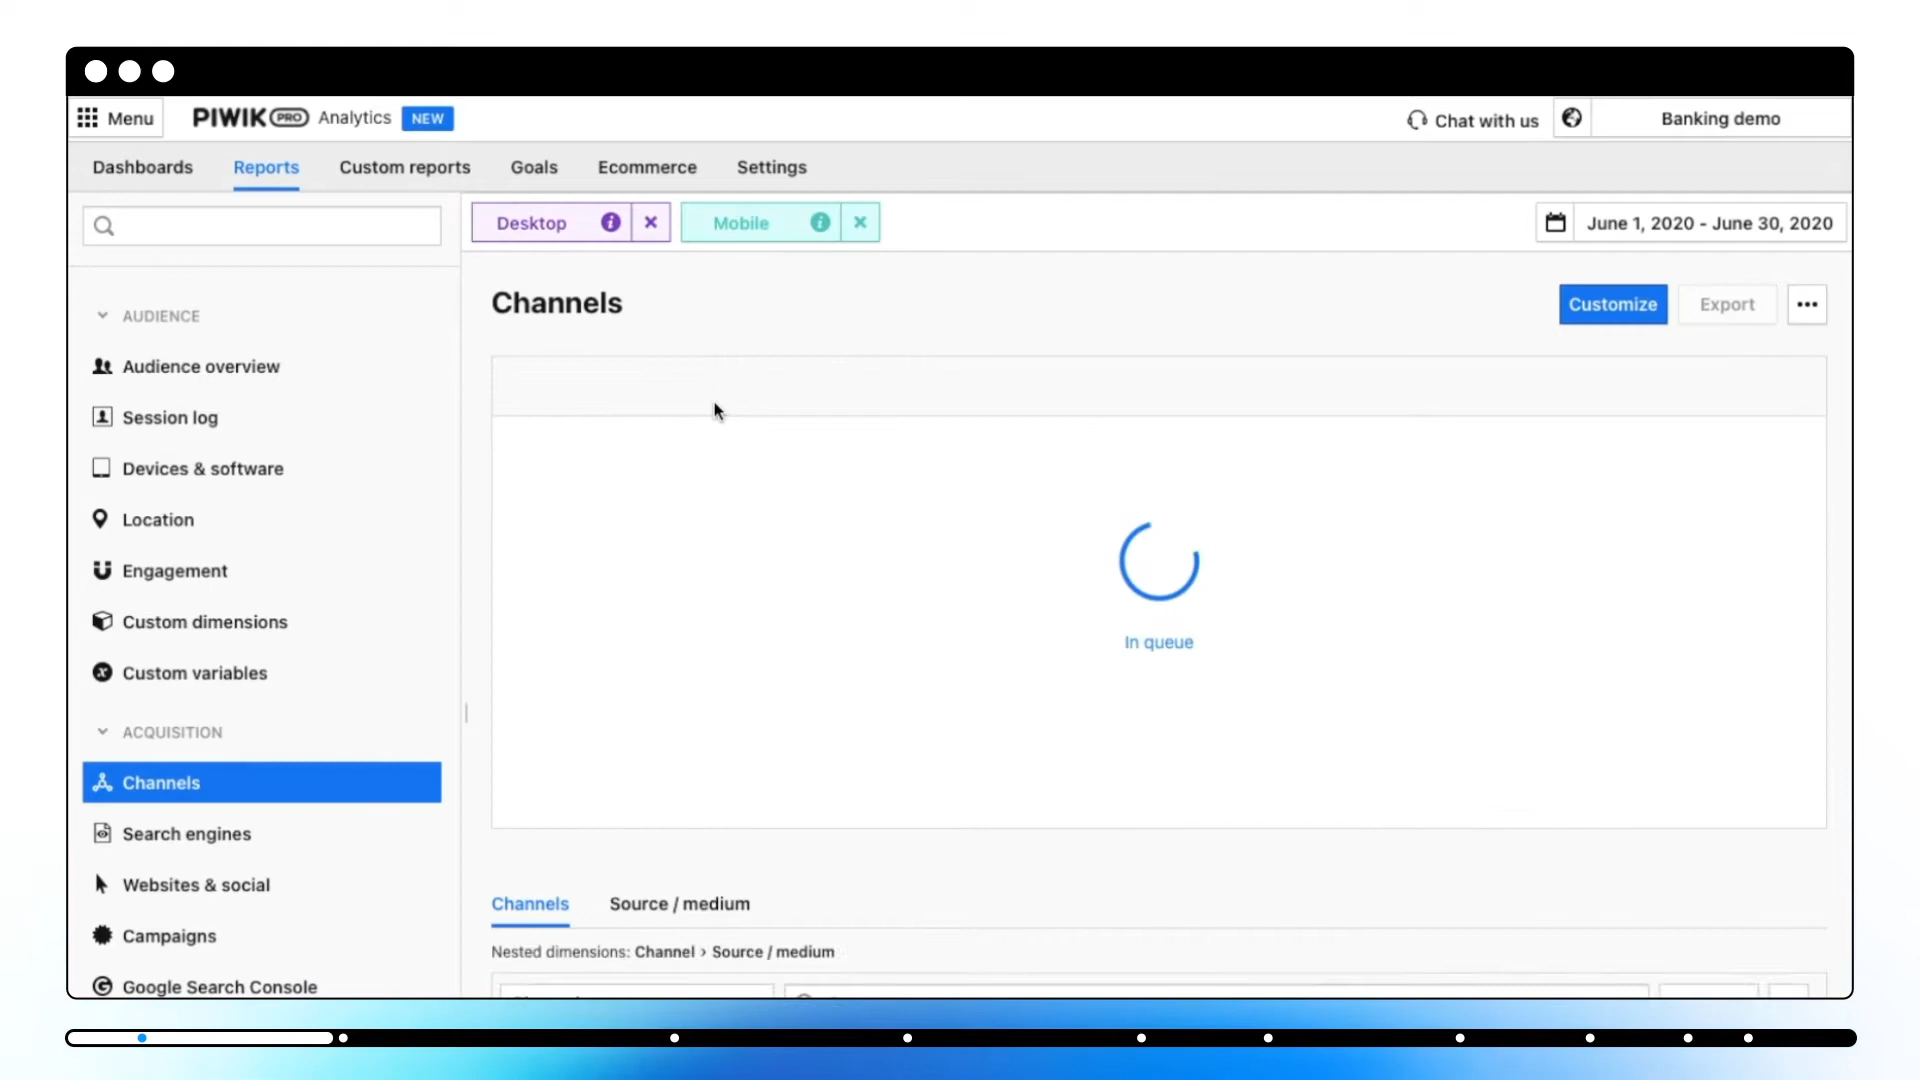 Menu
PIWIK PRO Analytics NEW
Chat with us
Banking demo
Dashboards
Reports
Custom reports
Goals
Ecommerce
Settings
Desktop
Mobile
June 1, 2020 - June 30, 2020
AUDIENCE
Audience overview
Session log
Devices & software
Location
Engagement
Custom dimensions
Custom variables
ACQUISITION
Channels
Search engines
Websites & social
Campaigns
Google Search Console
Channels
Customize
Export
In queue
Channels
Source / medium
Nested dimensions: Channel › Source / medium